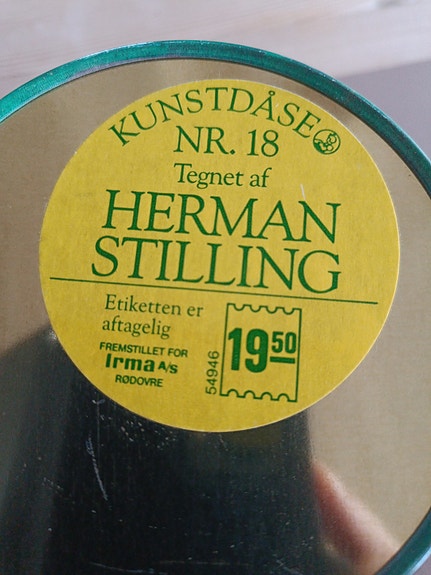 KUNSTDÅSE
NR. 18
Tegnet af
HERMAN
STILLING
Etiketten er
aftagelig
FREMSTILLET FOR
Irma A/S
RØDOVRE
54946
19 50